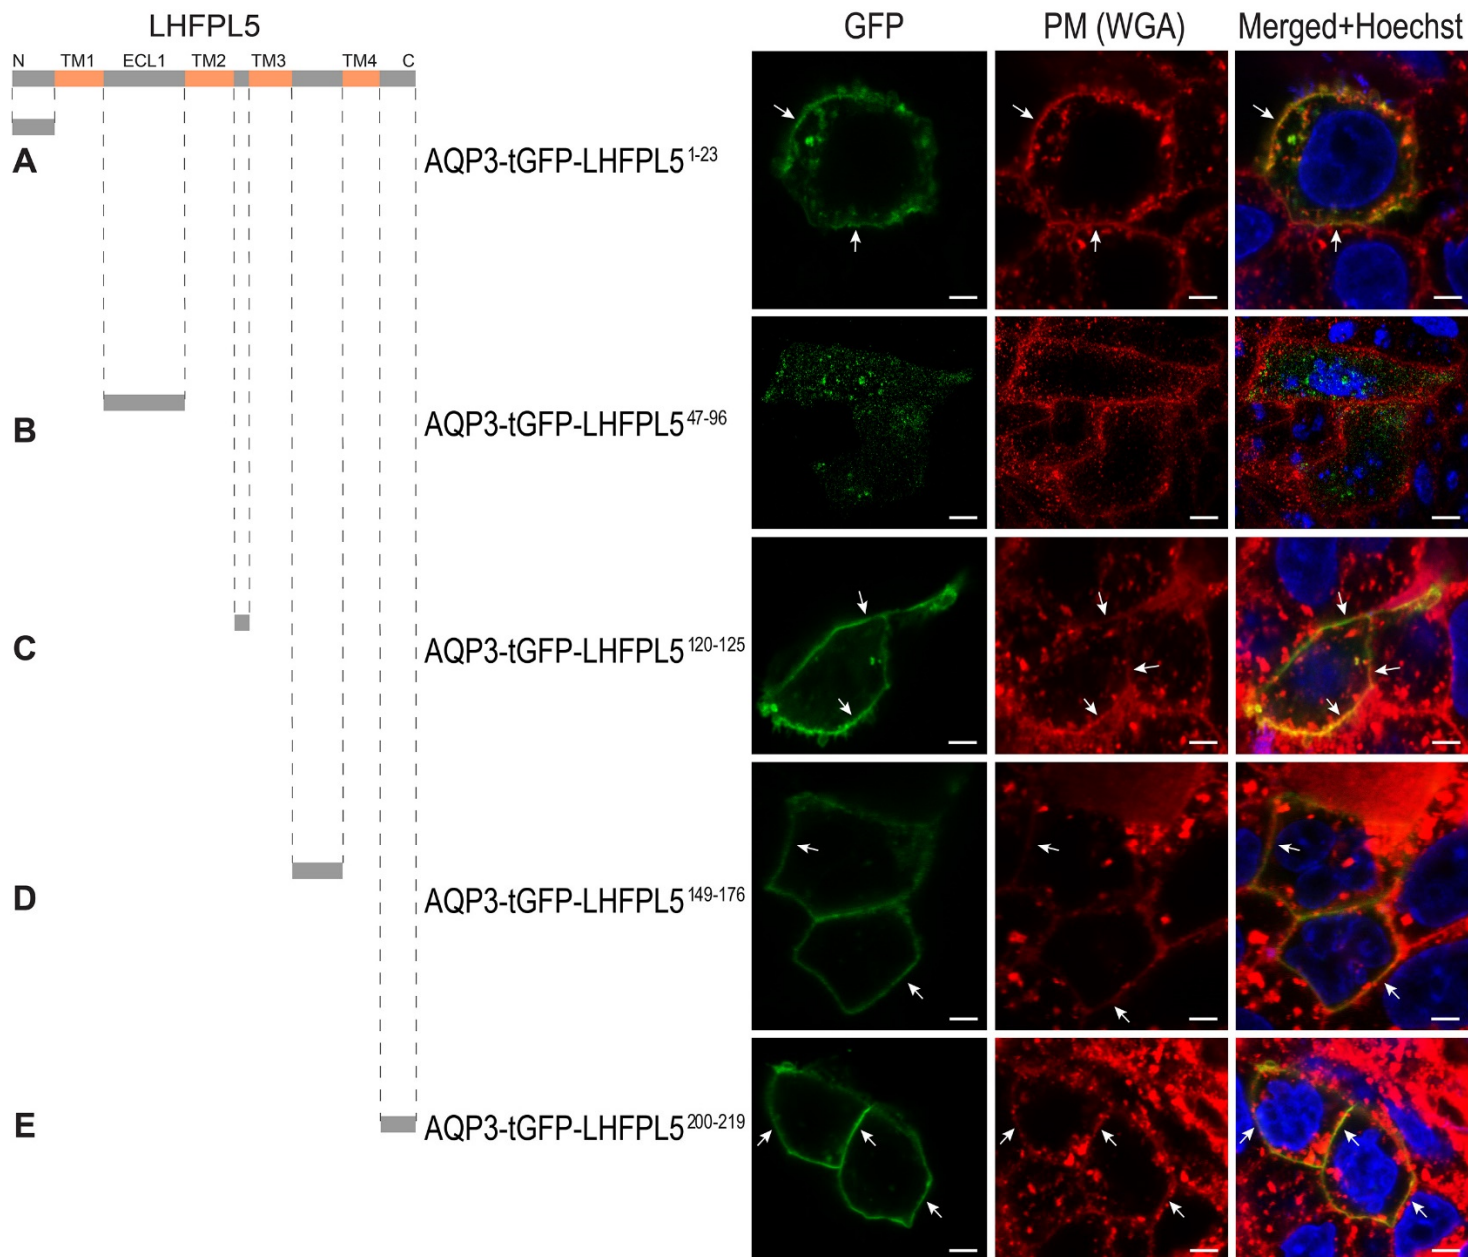 LHFPL5
GFP
PM (WGA)
Merged+Hoechst
N TM1 ECL1 TM2 TM3 TM4 C
A
AQP3-tGFP-LHFPL5 1-23
B
AQP3-tGFP-LHFPL5 47-96
C
AQP3-tGFP-LHFPL5 120-125
D
AQP3-tGFP-LHFPL5 149-176
E
AQP3-tGFP-LHFPL5 200-219